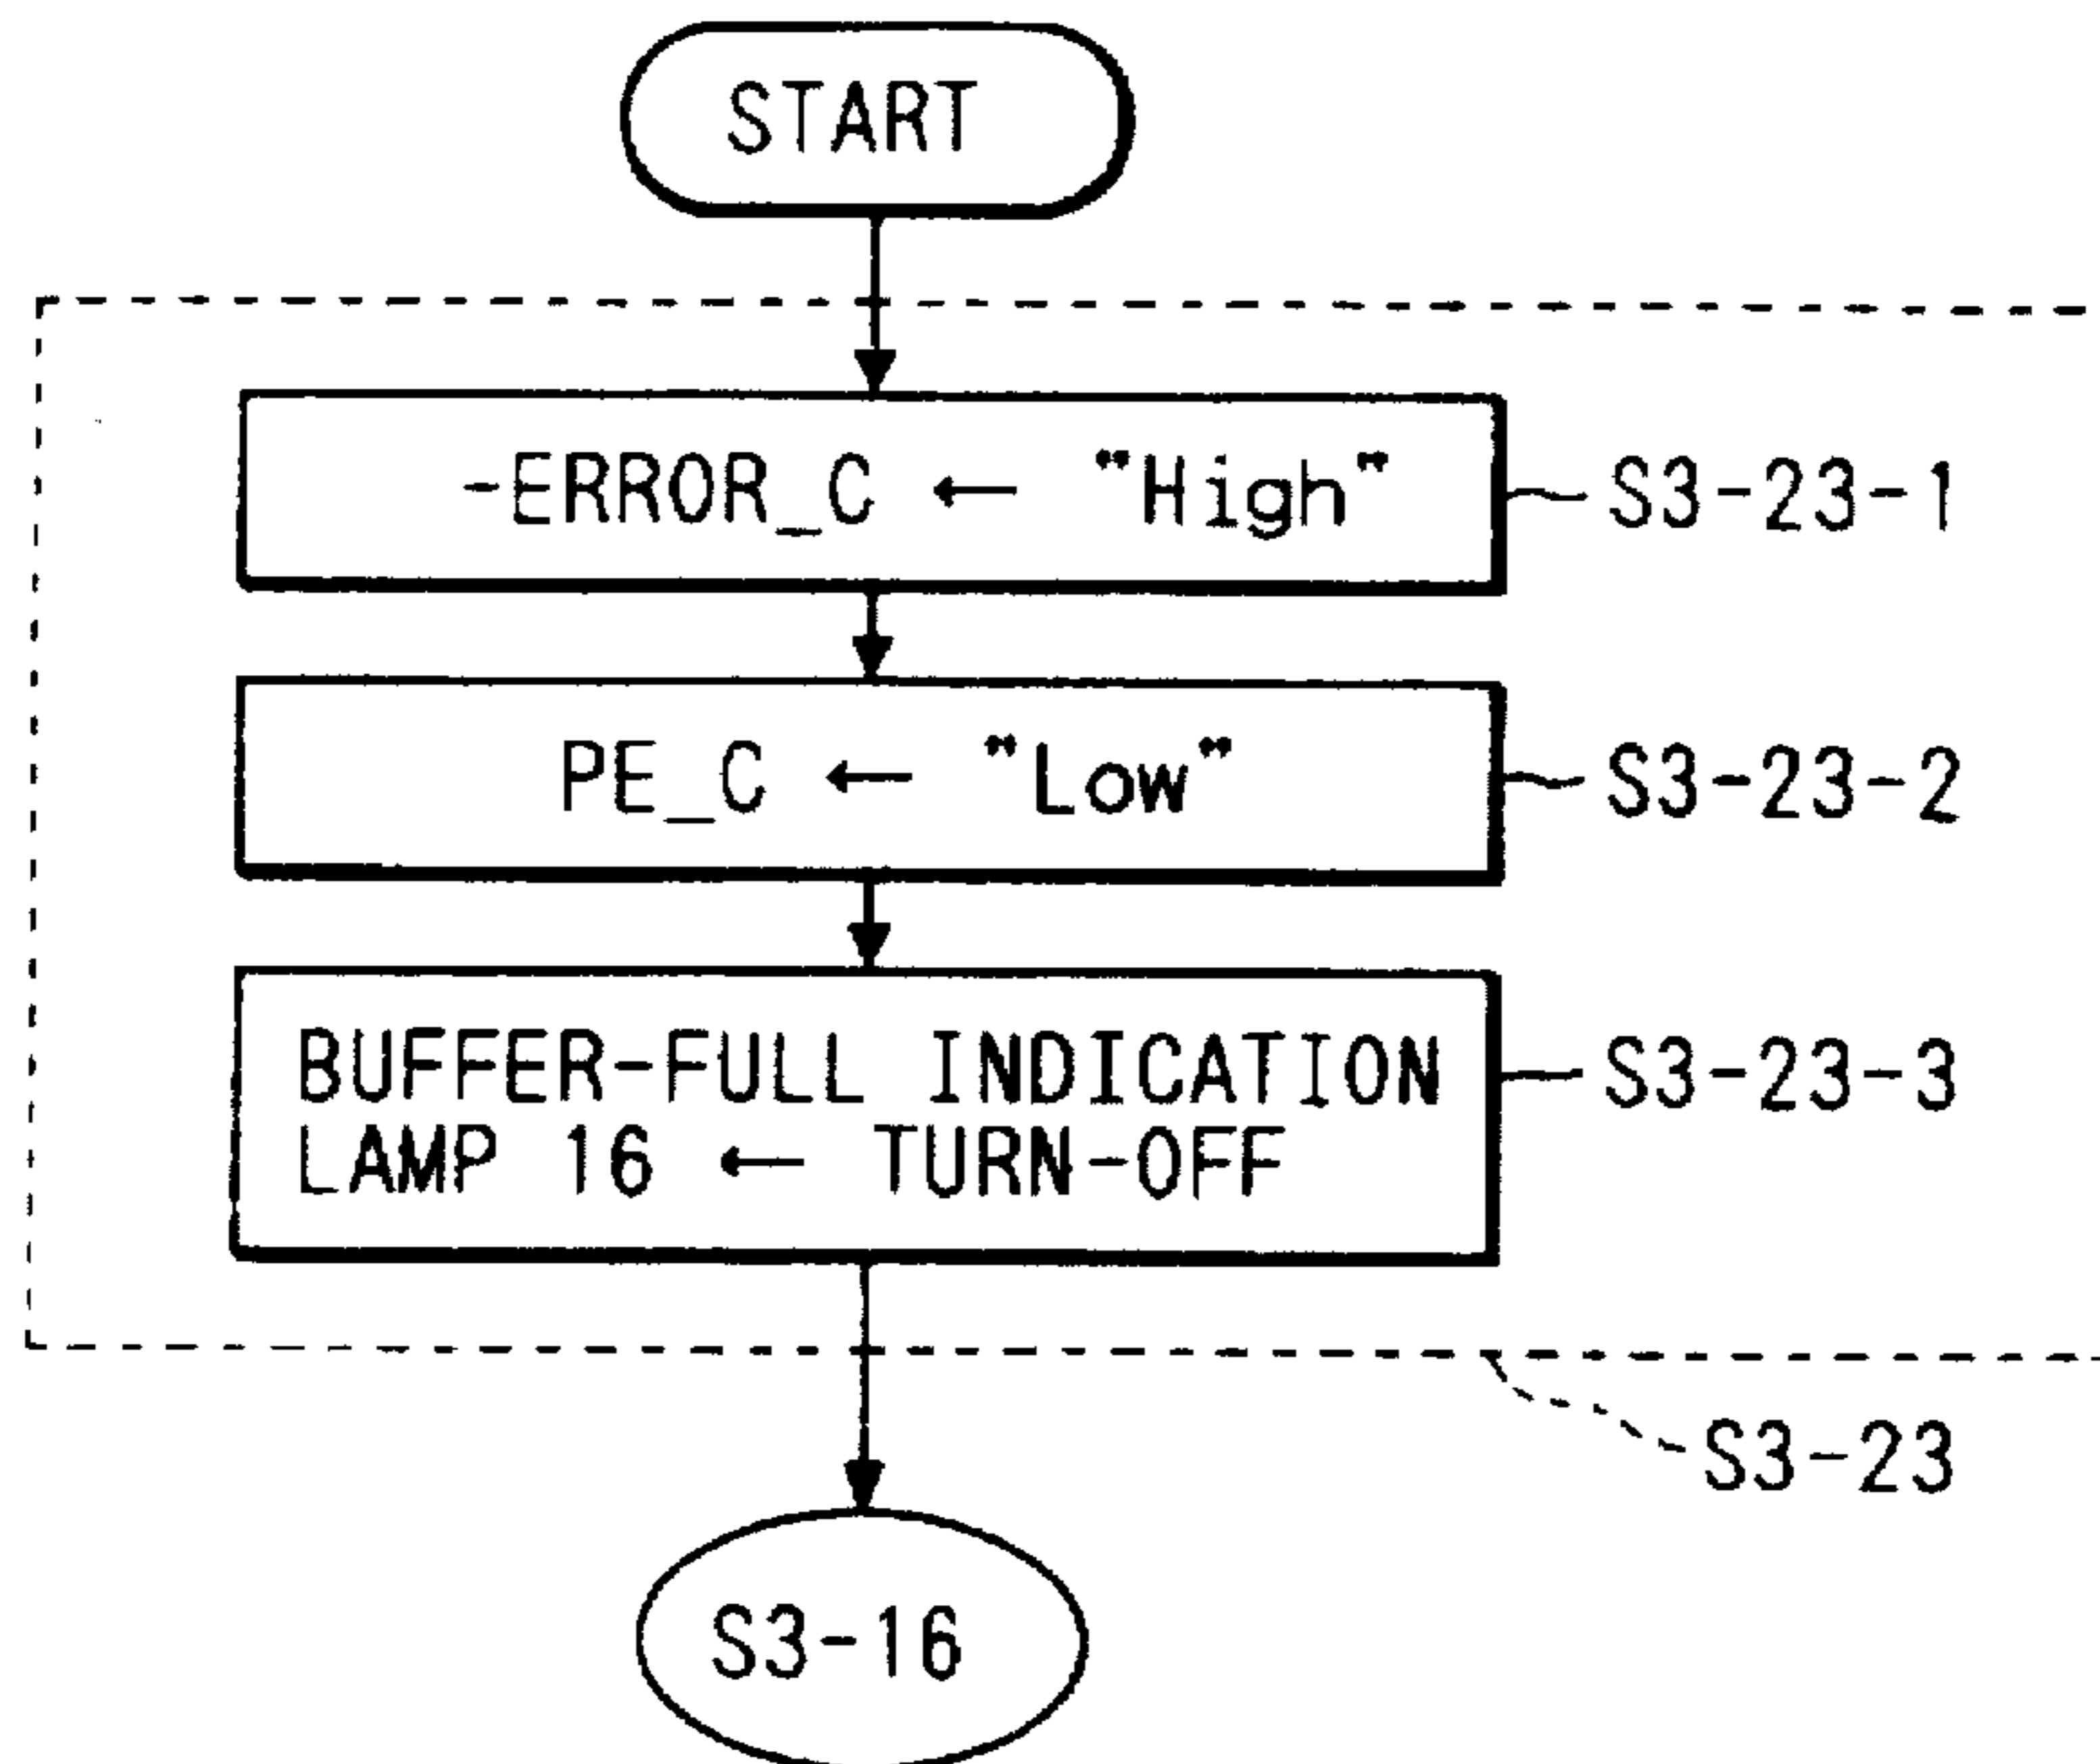 START
-ERROR_C ← "High"
S3-23-1
PE_C ← "Low"
S3-23-2
BUFFER-FULL INDICATION
LAMP 16 ← TURN-OFF
S3-23-3
S3-23
S3-16